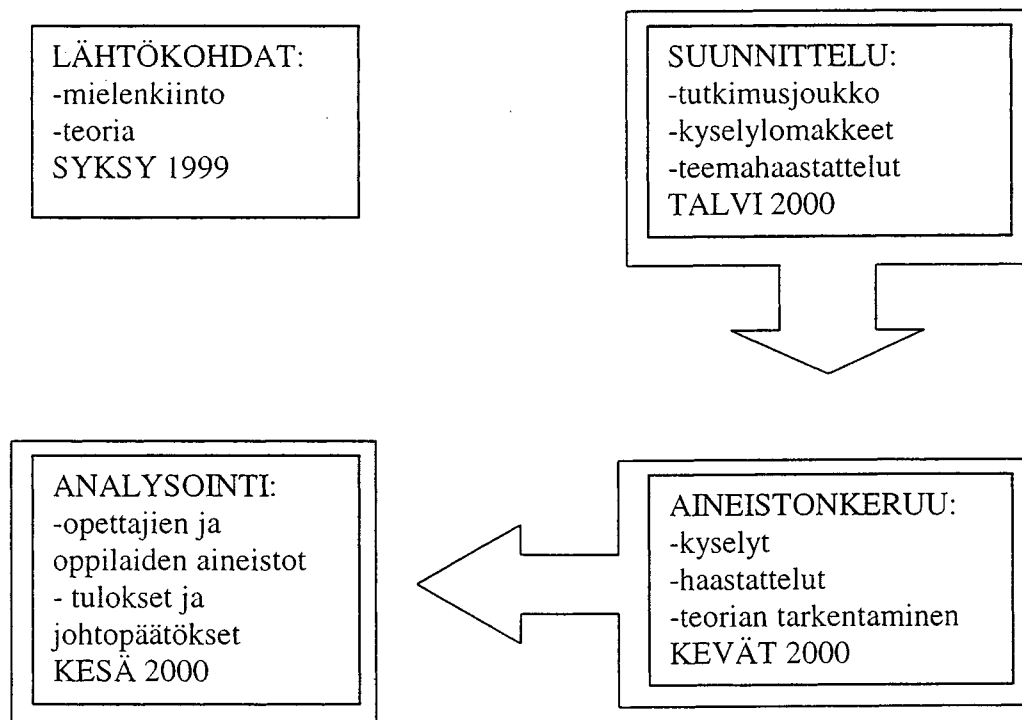 LÄHTÖKOHDAT:
-mielenkiinto
-teoria
SYKSY 1999
SUUNNITTELU:
-tutkimusjoukko
-kyselylomakkeet
-teemahaastattelut
TALVI 2000
AINEISTONKERUU:
-kyselyt
-haastattelut
-teorian tarkentaminen
KEVÄT 2000
ANALYSOINTI:
-opettajien ja
oppilaiden aineistot
- tulokset ja
johtopäätökset
KESÄ 2000